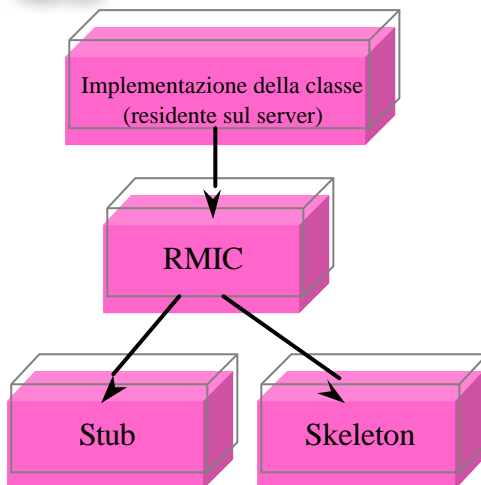 Implementazione della classe
(residente sul server)
RMIC
Stub
Skeleton